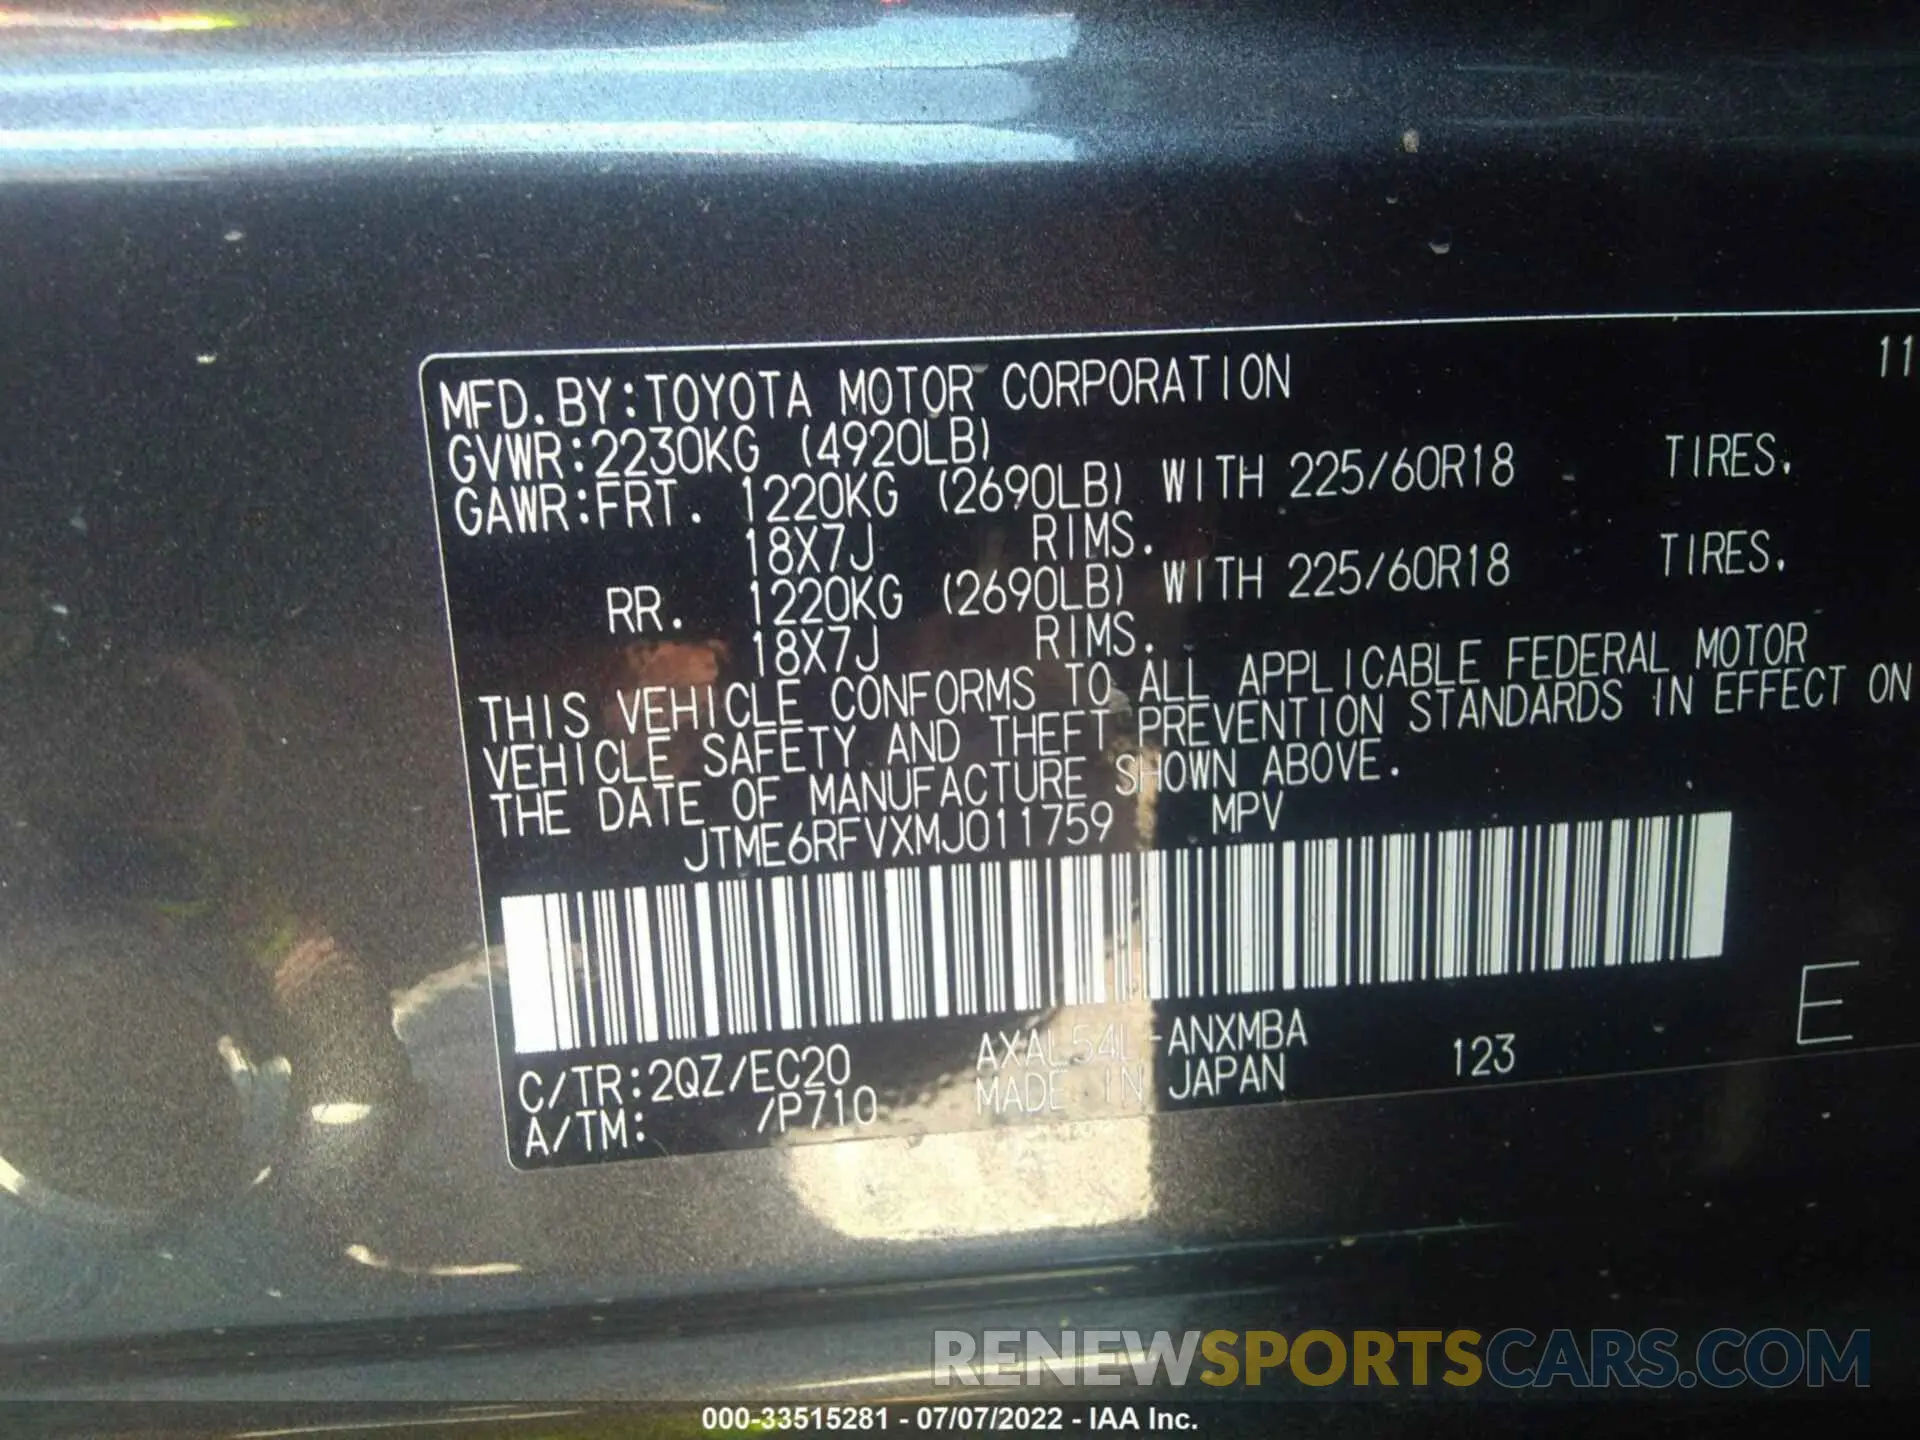 MFD. BY: TOYOTA MOTOR CORPORATION 11
GVWR: 2230KG (4920LB)
GAWR: FRT. 1220KG (2690LB) WITH 225/60R18 TIRES.
18X7J RIMS.
RR. 1220KG (2690LB) WITH 225/60R18 TIRES.
18X7J RIMS.
THIS VEHICLE CONFORMS TO ALL APPLICABLE FEDERAL MOTOR
VEHICLE SAFETY AND THEFT PREVENTION STANDARDS IN EFFECT ON
THE DATE OF MANUFACTURE SHOWN ABOVE.
JTME6RFVXMJ011759 MPV
C/TR: 2QZ/EC20 AXAL54L-ANXMBA 123 E
A/TM: /P710 MADE IN JAPAN
RENEWSPORTSCARS.COM
000-33515281 - 07/07/2022 - IAA Inc.